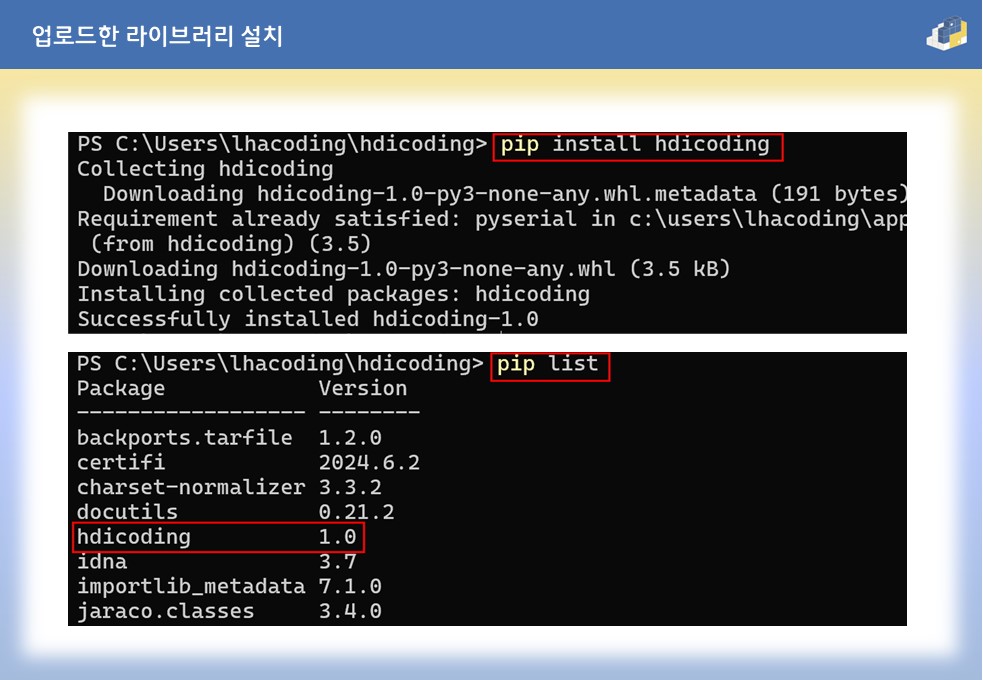 업로드한 라이브러리 설치
PS C:\Users\lhacoding\hdicoding> pip install hdicoding
Collecting hdicoding
  Downloading hdicoding-1.0-py3-none-any.whl.metadata (191 bytes)
Requirement already satisfied: pyserial in c:\users\lhacoding\app
 (from hdicoding) (3.5)
Downloading hdicoding-1.0-py3-none-any.whl (3.5 kB)
Installing collected packages: hdicoding
Successfully installed hdicoding-1.0
PS C:\Users\lhacoding\hdicoding> pip list
Package            Version
------------------ --------
backports.tarfile  1.2.0
certifi            2024.6.2
charset-normalizer 3.3.2
docutils           0.21.2
hdicoding          1.0
idna               3.7
importlib_metadata 7.1.0
jaraco.classes     3.4.0